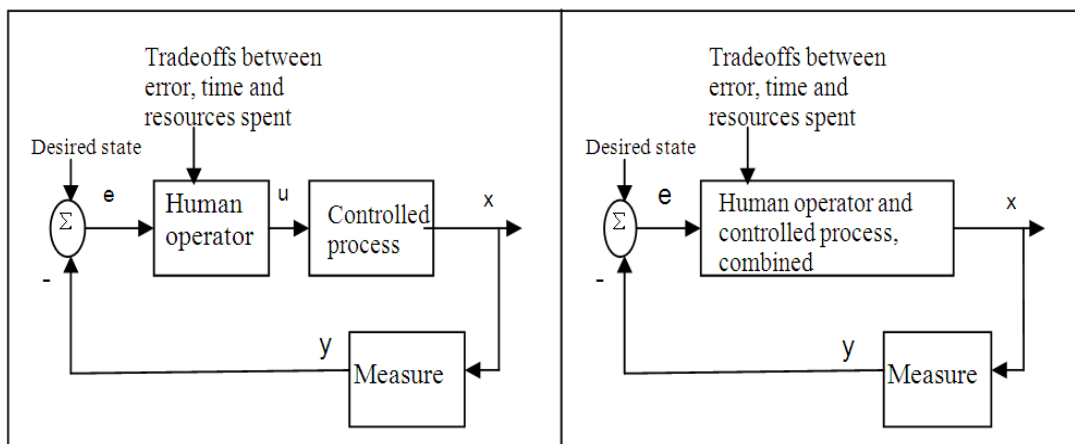 Tradeoffs between
error, time and
resources spent
Desired state
e
Σ
-
Human
operator
u
Controlled
process
x
y
Measure
Tradeoffs between
error, time and
resources spent
Desired state
e
Σ
-
Human operator and
controlled process,
combined
x
y
Measure